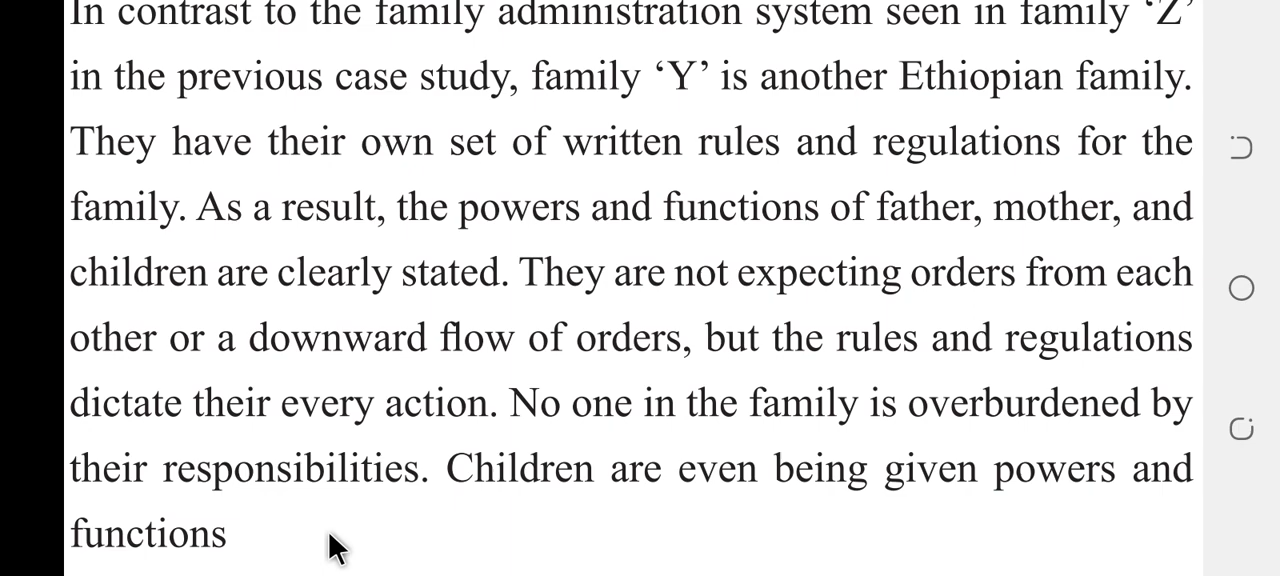 In contrast to the family administration system seen in family ‘Z’
in the previous case study, family ‘Y’ is another Ethiopian family.
They have their own set of written rules and regulations for the
family. As a result, the powers and functions of father, mother, and
children are clearly stated. They are not expecting orders from each
other or a downward flow of orders, but the rules and regulations
dictate their every action. No one in the family is overburdened by
their responsibilities. Children are even being given powers and
functions